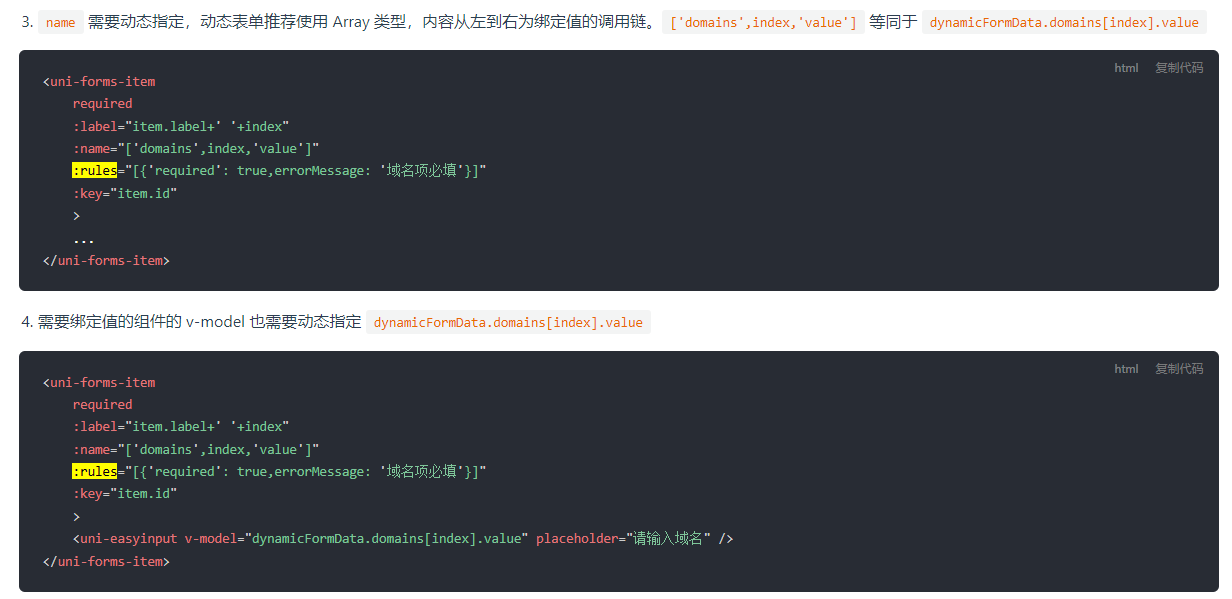 3. name 需要动态指定，动态表单推荐使用 Array 类型，内容从左到右为绑定值的调用链。 ['domains',index,'value'] 等同于 dynamicFormData.domains[index].value
html 复制代码
<uni-forms-item
required
:label="item.label+' '+index"
:name="['domains',index,'value']"
:rules="[{'required': true,errorMessage: '域名项必填'}]"
:key="item.id"
>
...
</uni-forms-item>
4. 需要绑定值的组件的 v-model 也需要动态指定 dynamicFormData.domains[index].value
html 复制代码
<uni-forms-item
required
:label="item.label+' '+index"
:name="['domains',index,'value']"
:rules="[{'required': true,errorMessage: '域名项必填'}]"
:key="item.id"
>
<uni-easyinput v-model="dynamicFormData.domains[index].value" placeholder="请输入域名" />
</uni-forms-item>